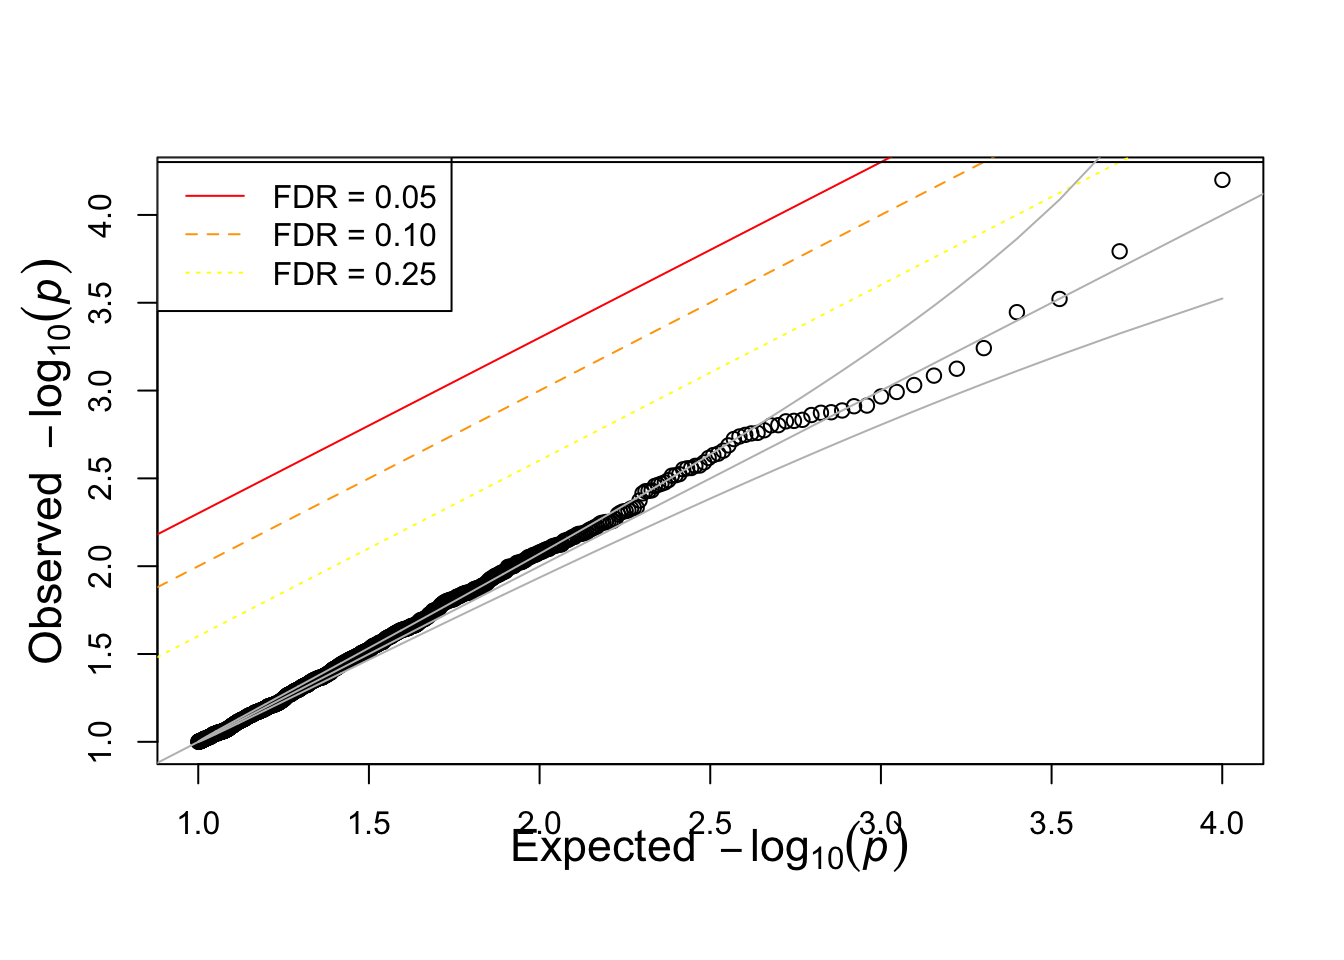 FDR = 0.05
FDR = 0.10
FDR = 0.25
Observed −log₁₀(p)
4.0
3.5
3.0
2.5
2.0
1.5
1.0
1.0 1.5 2.0 2.5 3.0 3.5 4.0
Expected −log₁₀(p)